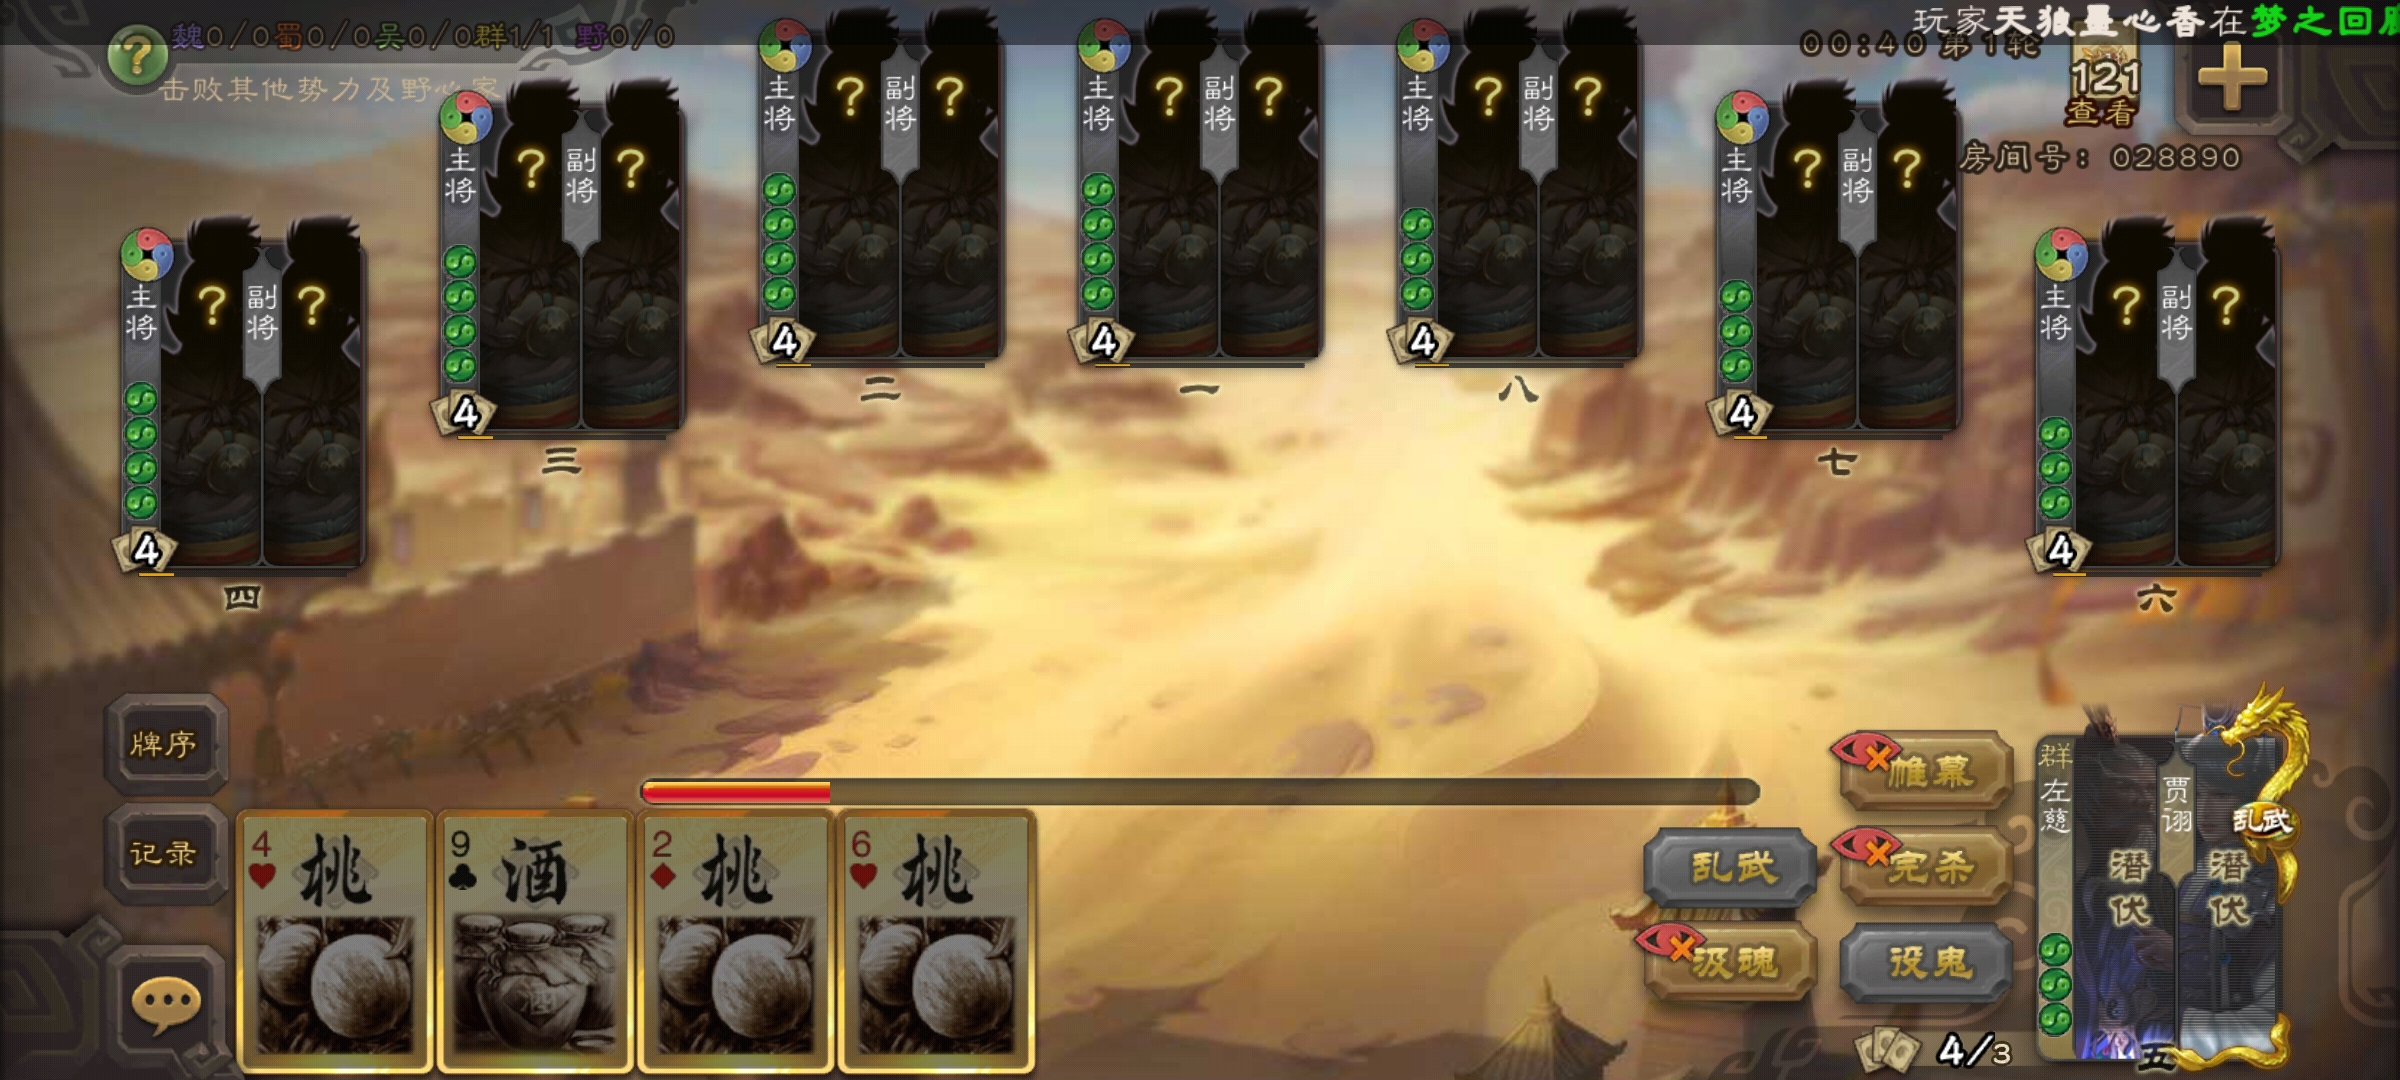 魏0/0蜀0/0吴0/0群1/1 野0/0
击败其他势力及野心家
玩家天狼墨心香在梦之回
00:40 第1轮
121
查看
房间号：028890
主将 ? 副将 ? 4 四
主将 ? 副将 ? 4 三
主将 ? 副将 ? 4 二
主将 ? 副将 ? 4 一
主将 ? 副将 ? 4 八
主将 ? 副将 ? 4 七
主将 ? 副将 ? 4 六
牌序
记录
4 桃
9 酒
2 桃
6 桃
帷幕
乱武
完杀
汲魂
役鬼
4/3
群 左慈
贾诩
乱武
潜伏
潜伏
五